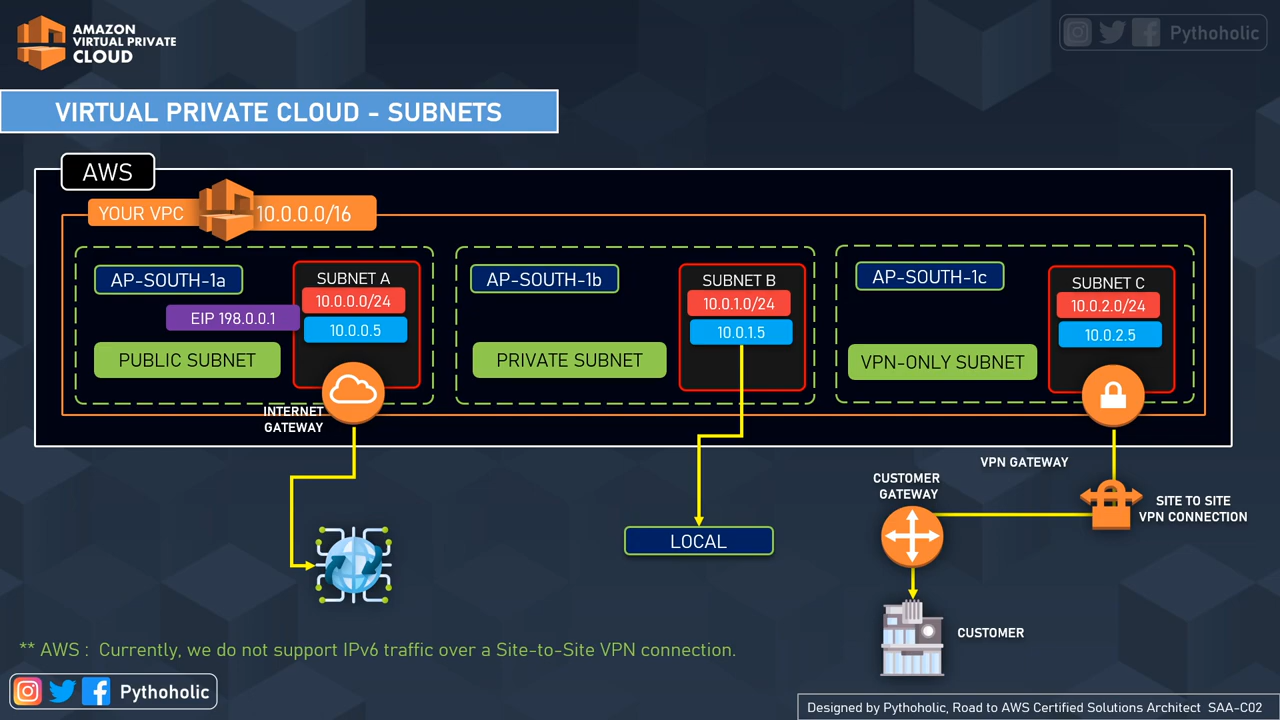 AMAZON
VIRTUAL PRIVATE
CLOUD
Pythoholic
VIRTUAL PRIVATE CLOUD - SUBNETS
AWS
YOUR VPC
10.0.0.0/16
AP-SOUTH-1a
SUBNET A
10.0.0.0/24
EIP 198.0.0.1
10.0.0.5
PUBLIC SUBNET
INTERNET
GATEWAY
AP-SOUTH-1b
SUBNET B
10.0.1.0/24
10.0.1.5
PRIVATE SUBNET
AP-SOUTH-1c
SUBNET C
10.0.2.0/24
10.0.2.5
VPN-ONLY SUBNET
VPN GATEWAY
CUSTOMER
GATEWAY
SITE TO SITE
VPN CONNECTION
LOCAL
CUSTOMER
** AWS : Currently, we do not support IPv6 traffic over a Site-to-Site VPN connection.
Pythoholic
Designed by Pythoholic, Road to AWS Certified Solutions Architect SAA-C02